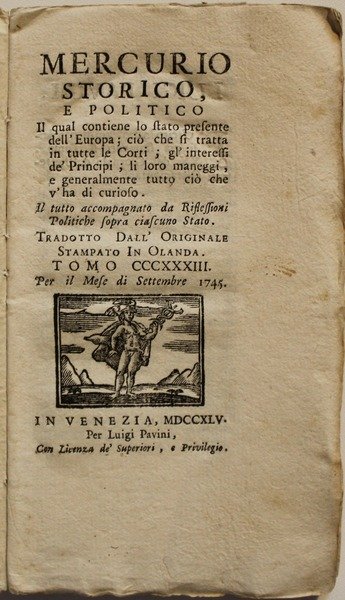 MERCURIO
STORICO,
E POLITICO
Il qual contiene lo stato presente
dell'Europa; ciò che si tratta
in tutte le Corti; gl'interessi
de' Principi; li loro maneggi,
e generalmente tutto ciò che
v'ha di curioso.
Il tutto accompagnato da Riflessioni
Politiche sopra ciascuno Stato.
TRADOTTO DALL' ORIGINALE
STAMPATO IN OLANDA.
TOMO CCCXXXIII.
Per il Mese di Settembre 1745.
IN VENEZIA, MDCCXLV.
Per Luigi Pavini,
Con Licenza de' Superiori, e Privilegio.